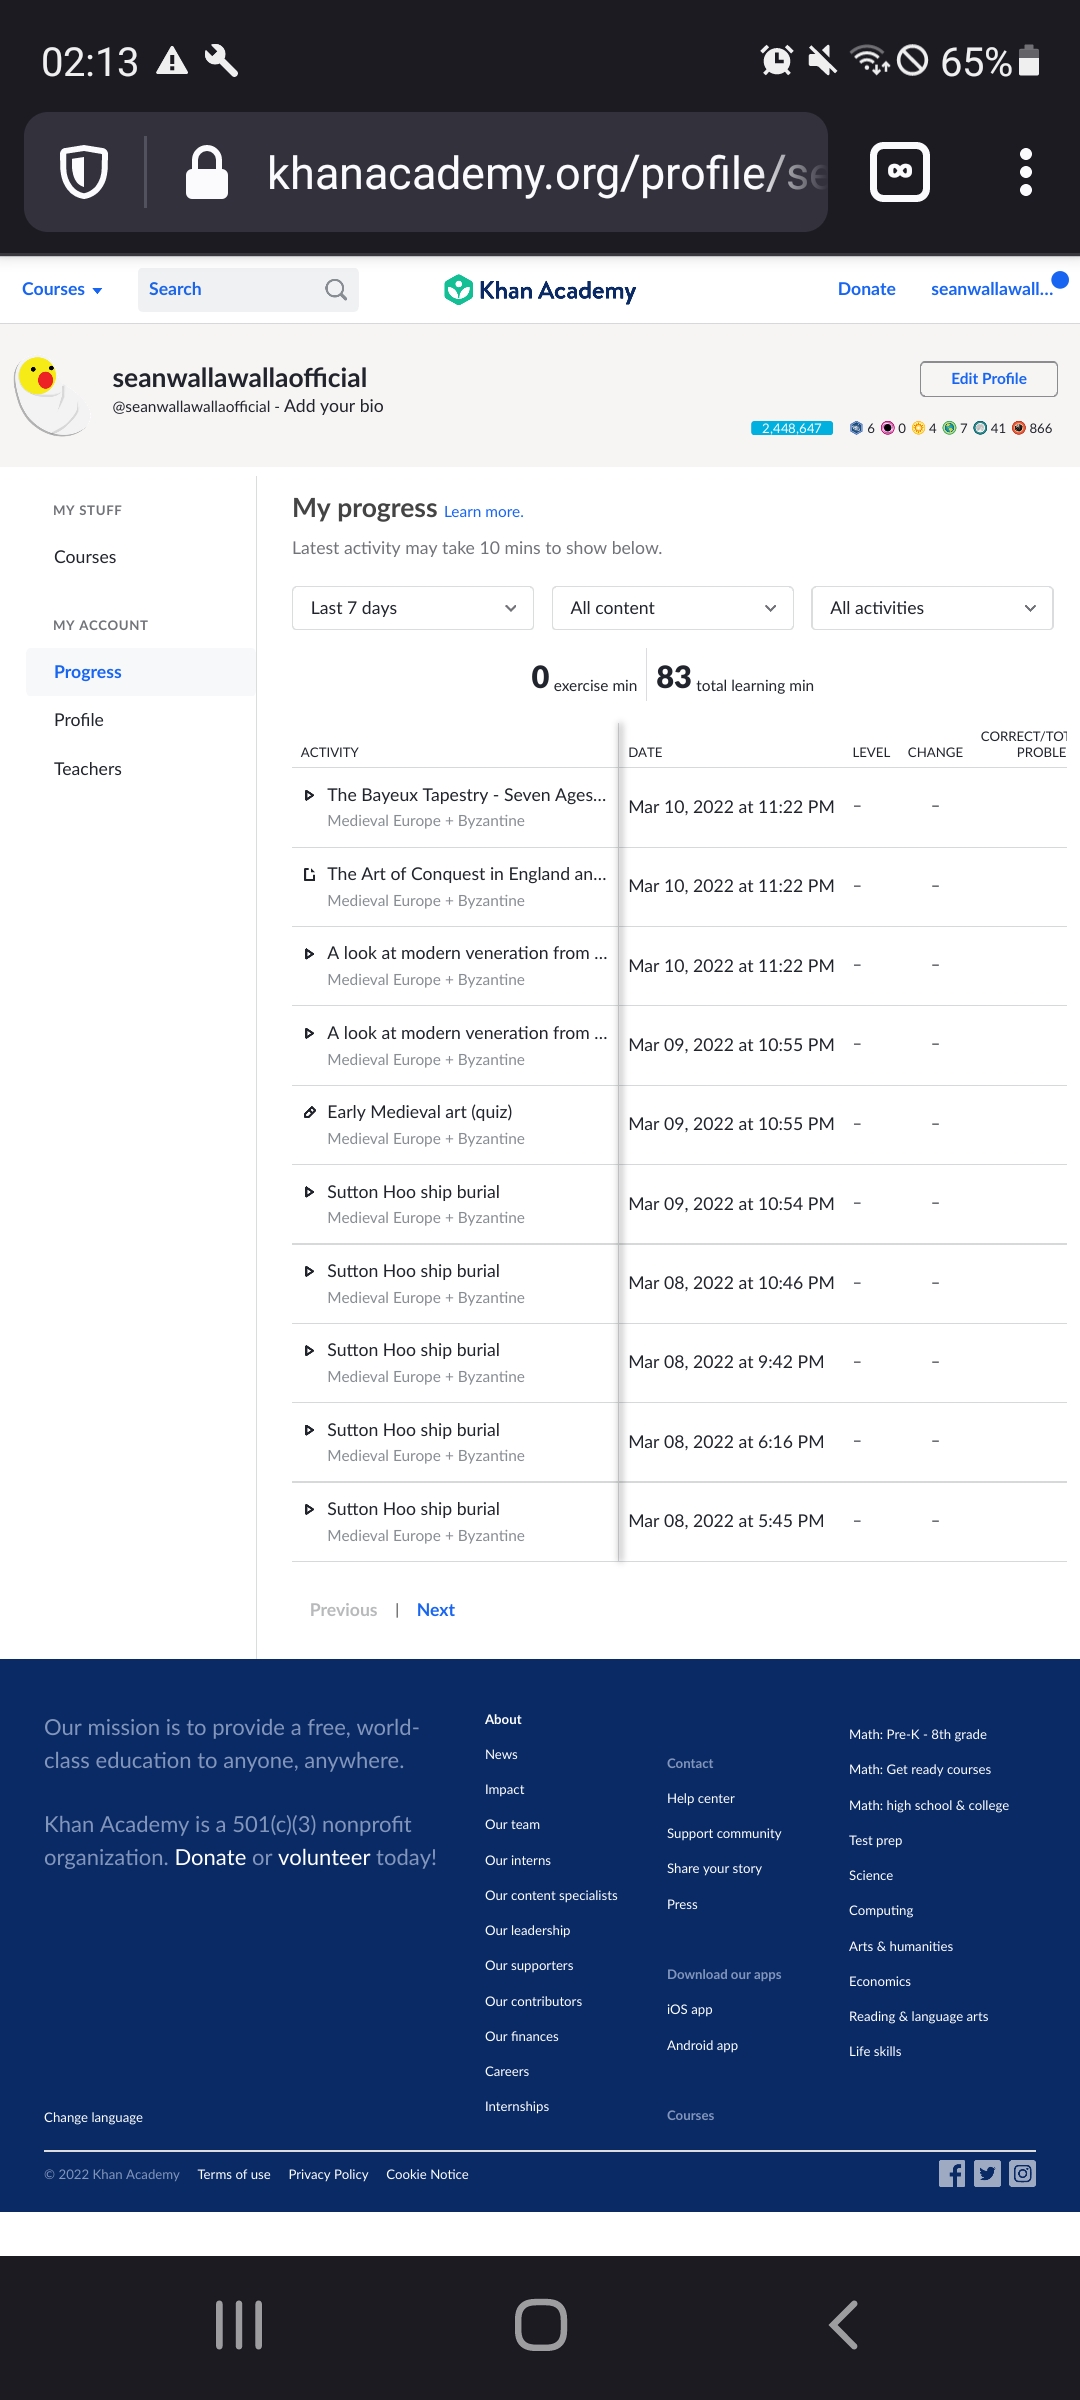 02:13
65%
khanacademy.org/profile/se
Courses
Search
Khan Academy
Donate
seanwallawall...
seanwallawallaofficial
@seanwallawallaofficial - Add your bio
Edit Profile
2,448,647 6 0 4 7 41 866
MY STUFF
Courses
MY ACCOUNT
Progress
Profile
Teachers
My progress Learn more.
Latest activity may take 10 mins to show below.
Last 7 days
All content
All activities
0 exercise min
83 total learning min
ACTIVITY DATE LEVEL CHANGE CORRECT/TOT
PROBLE
The Bayeux Tapestry - Seven Ages...
Medieval Europe + Byzantine
Mar 10, 2022 at 11:22 PM – –
The Art of Conquest in England an...
Medieval Europe + Byzantine
Mar 10, 2022 at 11:22 PM – –
A look at modern veneration from ...
Medieval Europe + Byzantine
Mar 10, 2022 at 11:22 PM – –
A look at modern veneration from ...
Medieval Europe + Byzantine
Mar 09, 2022 at 10:55 PM – –
Early Medieval art (quiz)
Medieval Europe + Byzantine
Mar 09, 2022 at 10:55 PM – –
Sutton Hoo ship burial
Medieval Europe + Byzantine
Mar 09, 2022 at 10:54 PM – –
Sutton Hoo ship burial
Medieval Europe + Byzantine
Mar 08, 2022 at 10:46 PM – –
Sutton Hoo ship burial
Medieval Europe + Byzantine
Mar 08, 2022 at 9:42 PM – –
Sutton Hoo ship burial
Medieval Europe + Byzantine
Mar 08, 2022 at 6:16 PM – –
Sutton Hoo ship burial
Medieval Europe + Byzantine
Mar 08, 2022 at 5:45 PM – –
Previous | Next
Our mission is to provide a free, world-
class education to anyone, anywhere.
Khan Academy is a 501(c)(3) nonprofit
organization. Donate or volunteer today!
About
News
Impact
Our team
Our interns
Our content specialists
Our leadership
Our supporters
Our contributors
Our finances
Careers
Internships
Contact
Help center
Support community
Share your story
Press
Download our apps
iOS app
Android app
Courses
Math: Pre-K - 8th grade
Math: Get ready courses
Math: high school & college
Test prep
Science
Computing
Arts & humanities
Economics
Reading & language arts
Life skills
Change language
© 2022 Khan Academy Terms of use Privacy Policy Cookie Notice